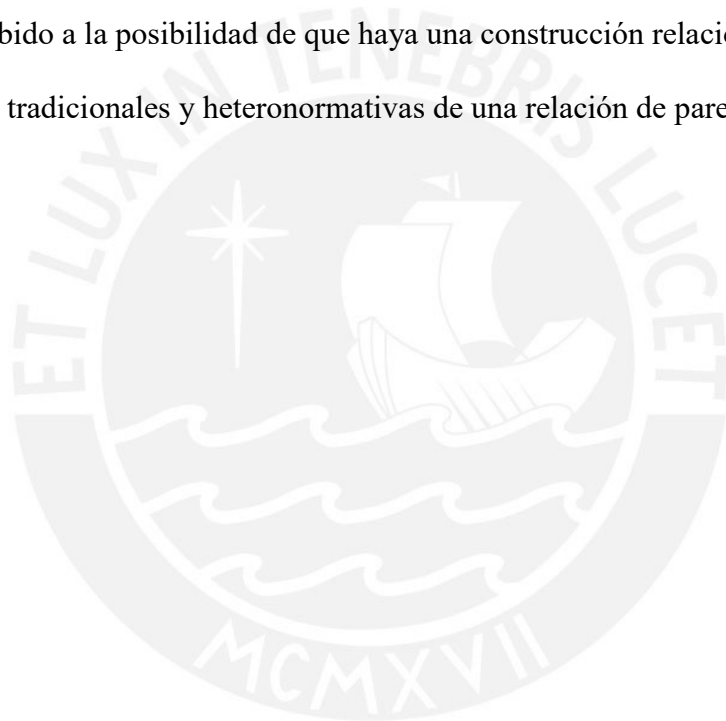 bido a la posibilidad de que haya una construcción relaci
tradicionales y heteronormativas de una relación de pare
ET LUX IN TENEBRIS LUCET
MCMXVII